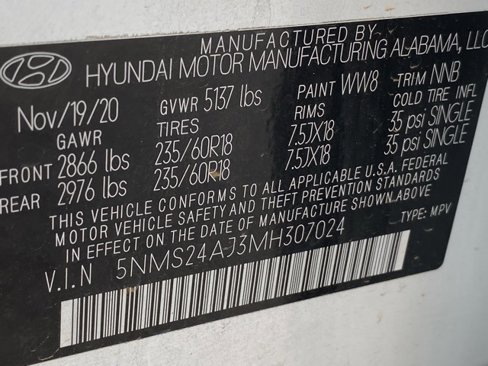 MANUFACTURED BY
HYUNDAI MOTOR MANUFACTURING ALABAMA, LLC
Nov/19/20 GVWR 5137 lbs PAINT WW8 TRIM NNB
GAWR TIRES RIMS COLD TIRE INFL
FRONT 2866 lbs 235/60R18 7.5JX18 35 psi SINGLE
REAR 2976 lbs 235/60R18 7.5JX18 35 psi SINGLE
THIS VEHICLE CONFORMS TO ALL APPLICABLE U.S.A. FEDERAL
MOTOR VEHICLE SAFETY AND THEFT PREVENTION STANDARDS
IN EFFECT ON THE DATE OF MANUFACTURE SHOWN ABOVE.
V.I.N 5NMS24AJ3MH307024 TYPE: MPV